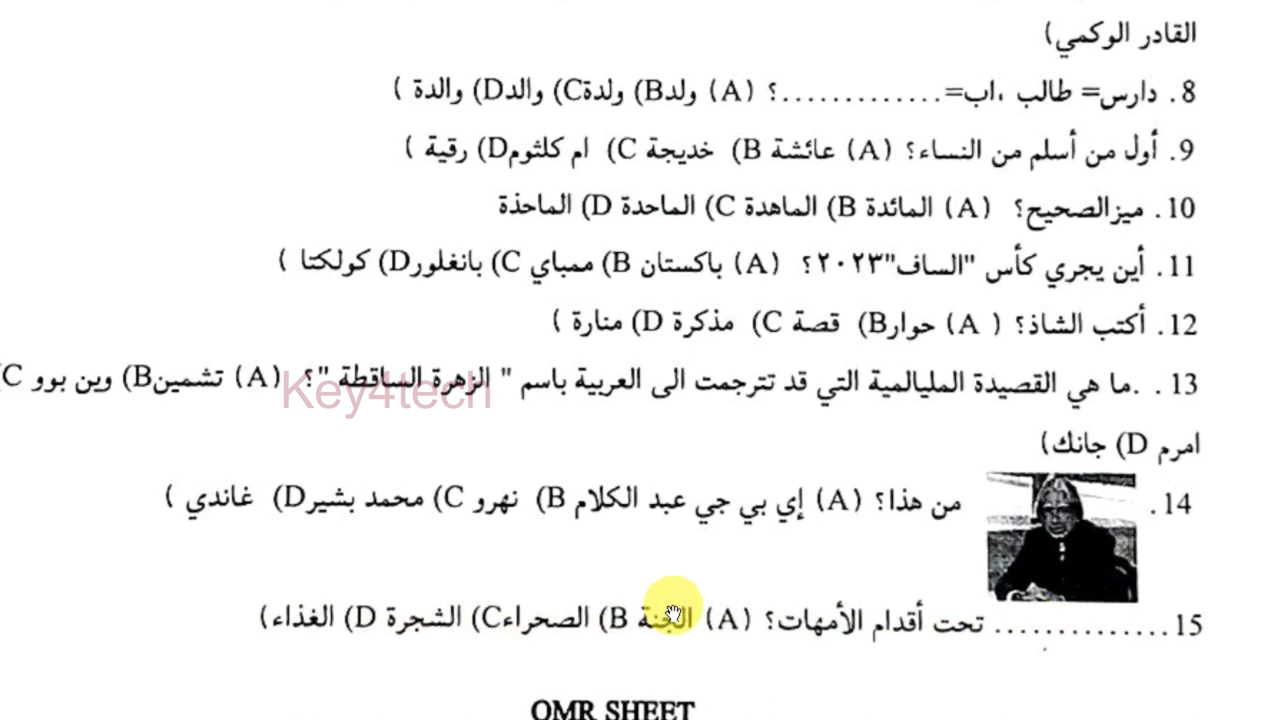 القادر الوكمي)
8. دارس= طالب ،اب=.............؟ (A) ولدB) ولدةC) والدD) والدة )
9. أول من أسلم من النساء؟ (A) عائشة B) خديجة C) ام كلثومD) رقية )
10. ميزالصحيح؟ (A) المائدة B) الماهدة C) الماحدة D) الماحذة
11. أين يجري كأس "الساف"٢٠٢٣؟ (A) باكستان B) ممباي C) بانغلورD) كولكتا )
12. أكتب الشاذ؟ ( A) حوارB) قصة C) مذكرة D) منارة )
13. .ما هي القصيدة المليالمية التي قد تترجمت الى العربية باسم " الزهرة الساقطة "؟ (A) تشمينB) وين بوو C)
Key4tech
امرم D) جانك)
14. من هذا؟ (A) إي بي جي عبد الكلام B) نهرو C) محمد بشيرD) غاندي )
15.............. تحت أقدام الأمهات؟ (A) الجنة B) الصحراءC) الشجرة D) الغذاء)
OMR SHEET